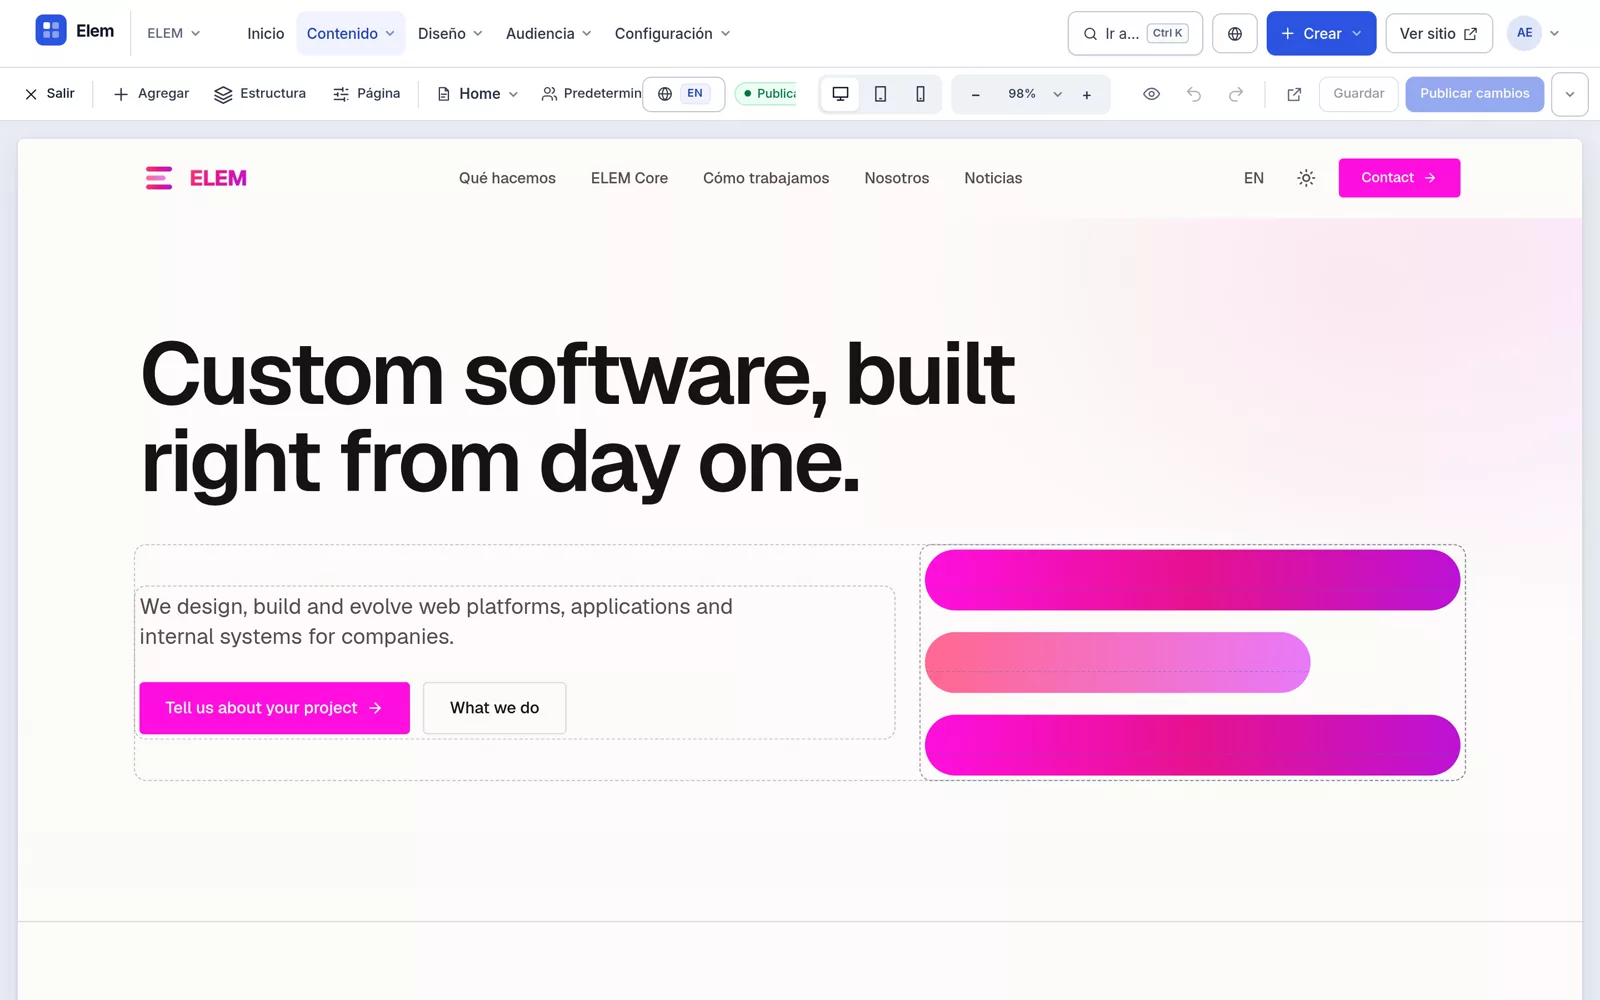 Elem
ELEM
Inicio
Contenido
Diseño
Audiencia
Configuración
Ir a...
Ctrl K
Crear
Ver sitio
AE
Salir
Agregar
Estructura
Página
Home
Predetermin
EN
Publica
98%
Guardar
Publicar cambios
ELEM
Qué hacemos
ELEM Core
Cómo trabajamos
Nosotros
Noticias
EN
Contact →
Custom software, built
right from day one.
We design, build and evolve web platforms, applications and
internal systems for companies.
Tell us about your project →
What we do